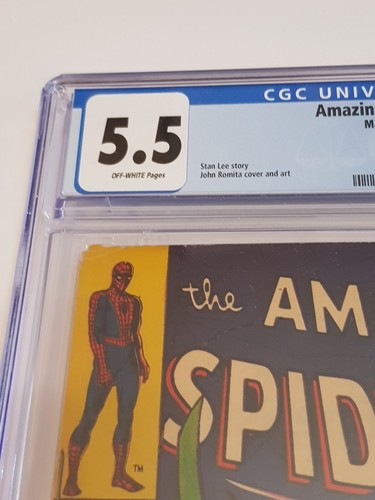 CGC UNIV
Amazin
M
5.5
OFF-WHITE Pages
Stan Lee story
John Romita cover and art
the AM
SPID
TM